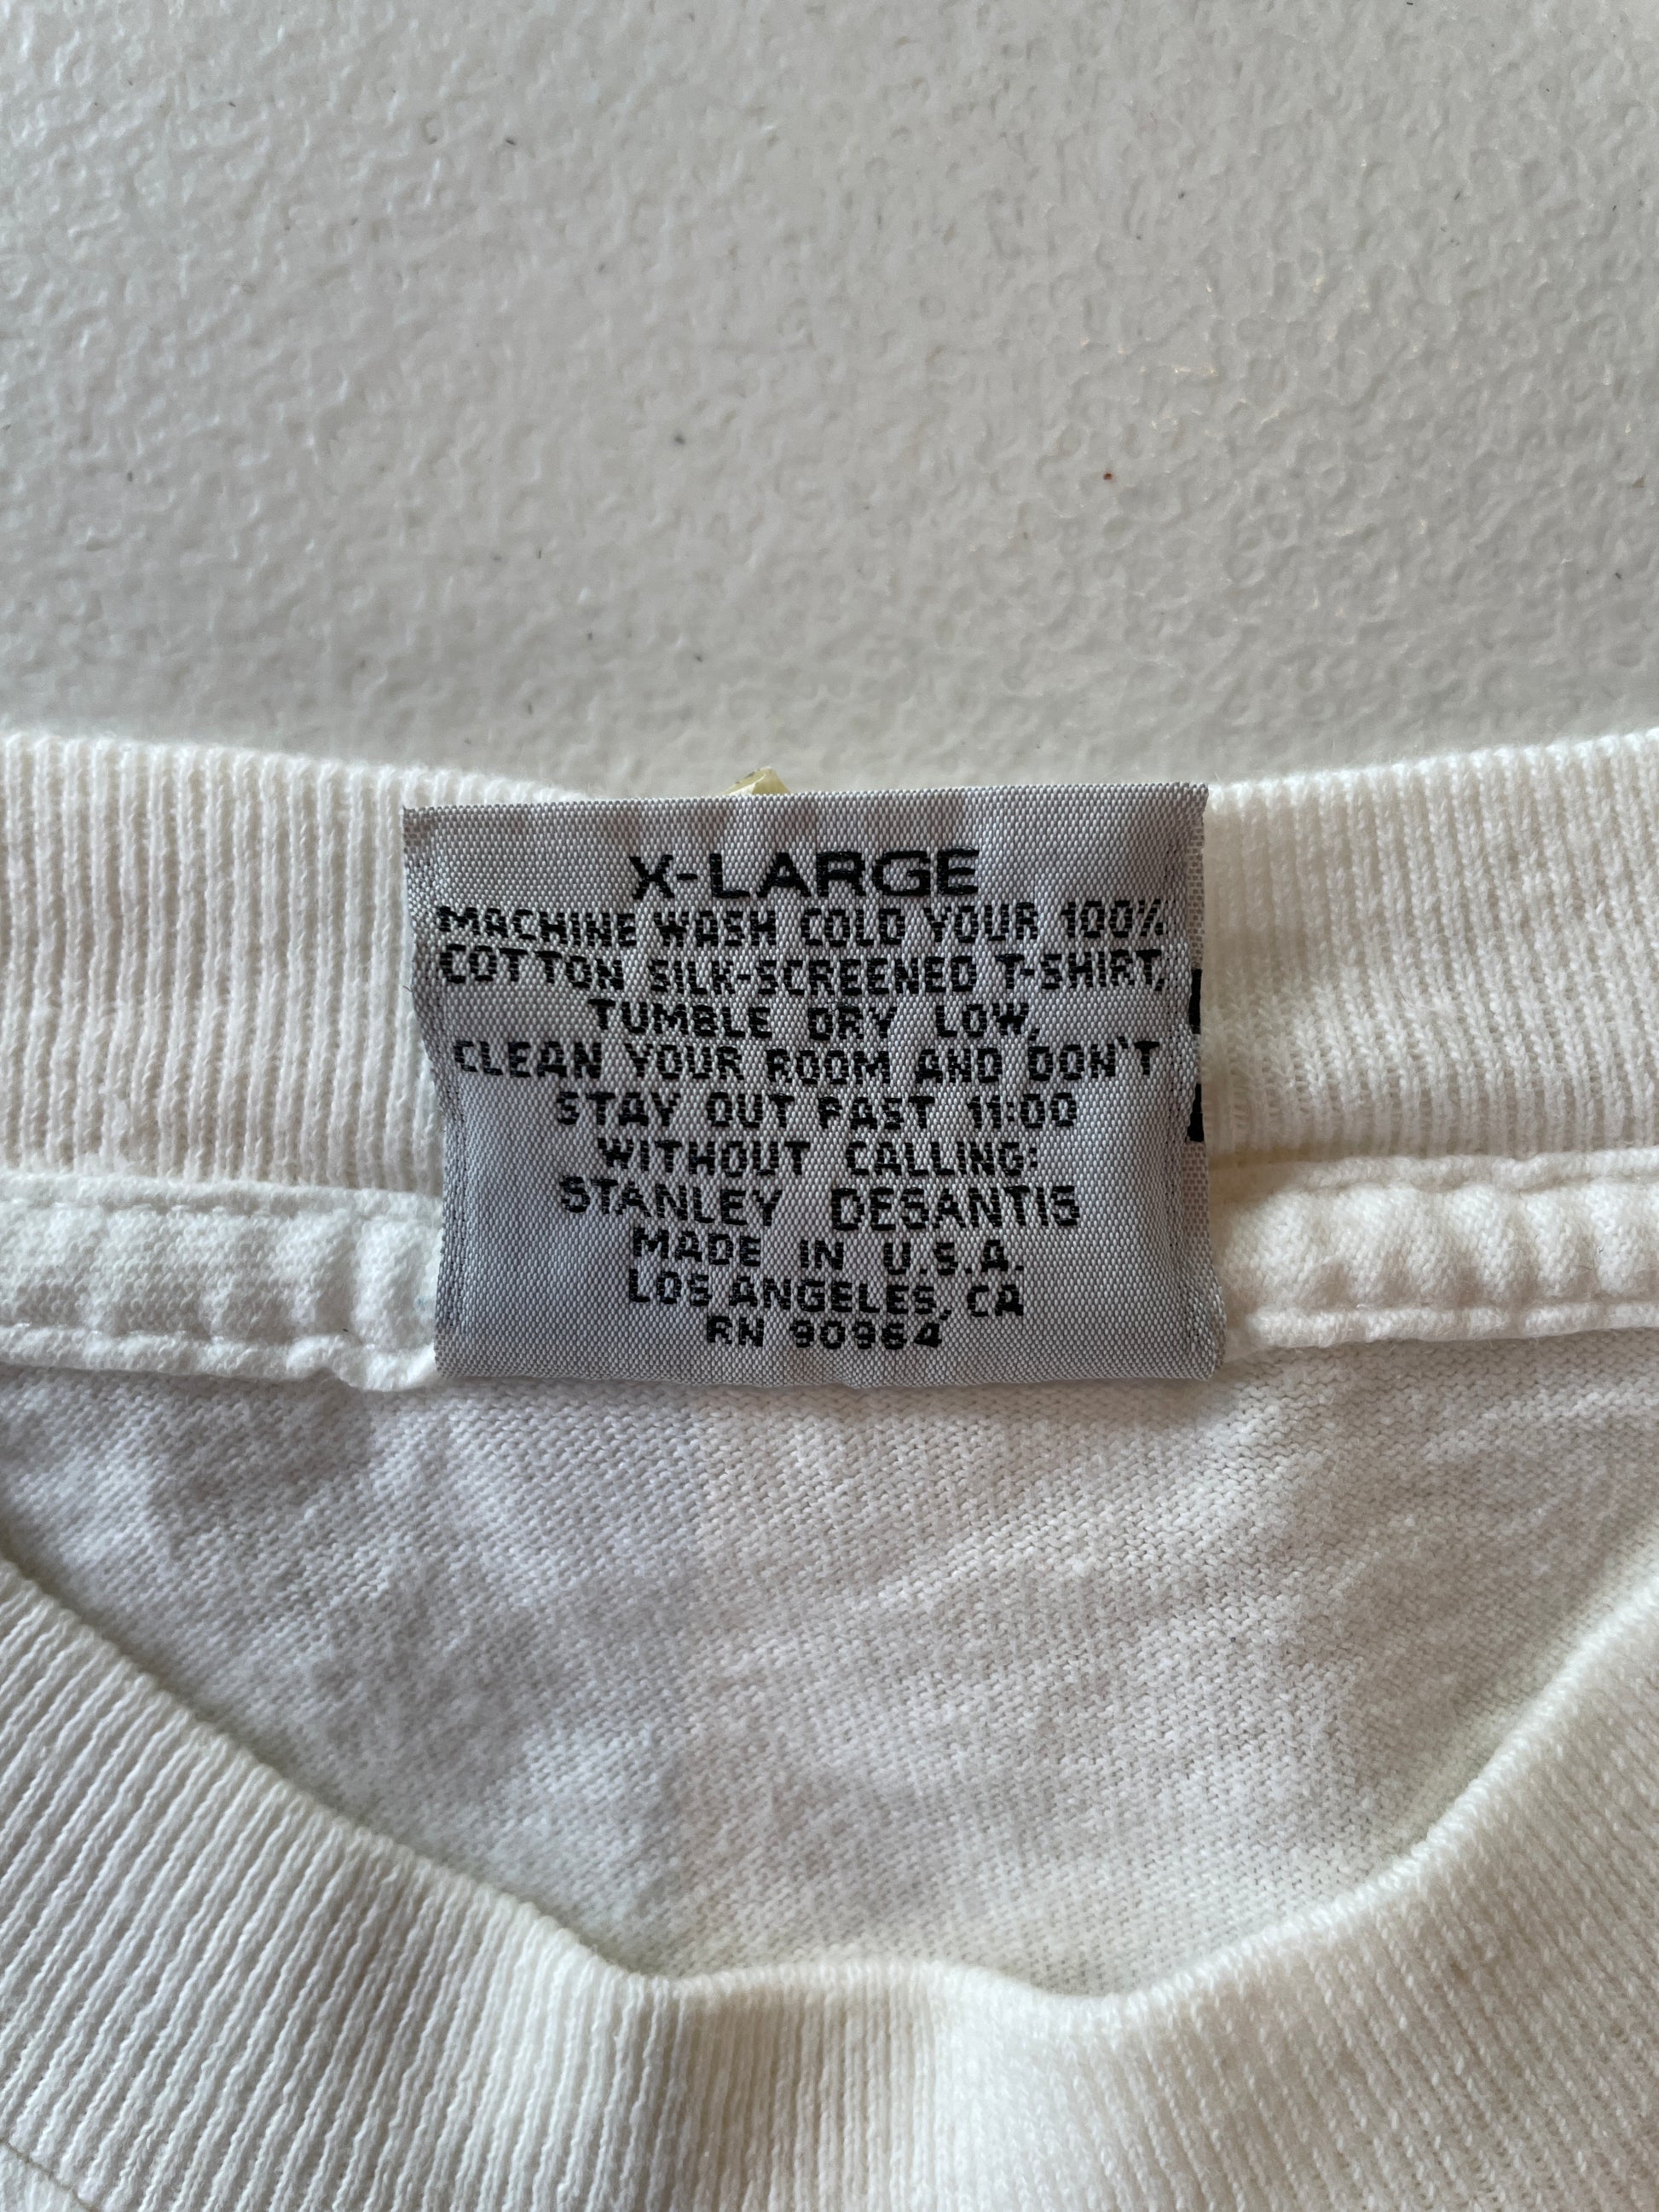 X-LARGE
MACHINE WASH COLD YOUR 100%
COTTON SILK-SCREENED T-SHIRT,
TUMBLE DRY LOW,
CLEAN YOUR ROOM AND DON'T
STAY OUT PAST 11:00
WITHOUT CALLING:
STANLEY DESANTIS
MADE IN U.S.A.
LOS ANGELES, CA
RN 90964